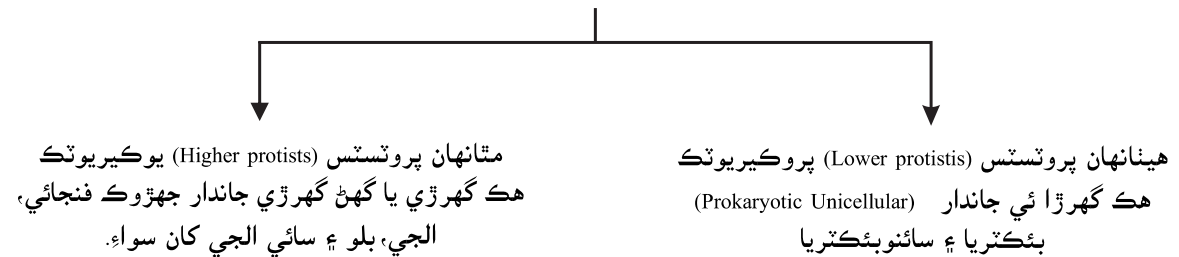 هيٺانهان پروٽسٽس (Lower protistis) پروڪيريوٽڪ
هڪ گهرڙا ئي جاندار (Prokaryotic Unicellular)
بئڪٽريا ۽ سائنوبئڪٽريا
مٿانهان پروٽسٽس (Higher protists) يوڪيريوٽڪ
هڪ گهرڙي يا گهڻ گهرڙي جاندار جهڙوڪ فنجائي،
الجي، بلو ۽ سائي الجي کان سواءِ.